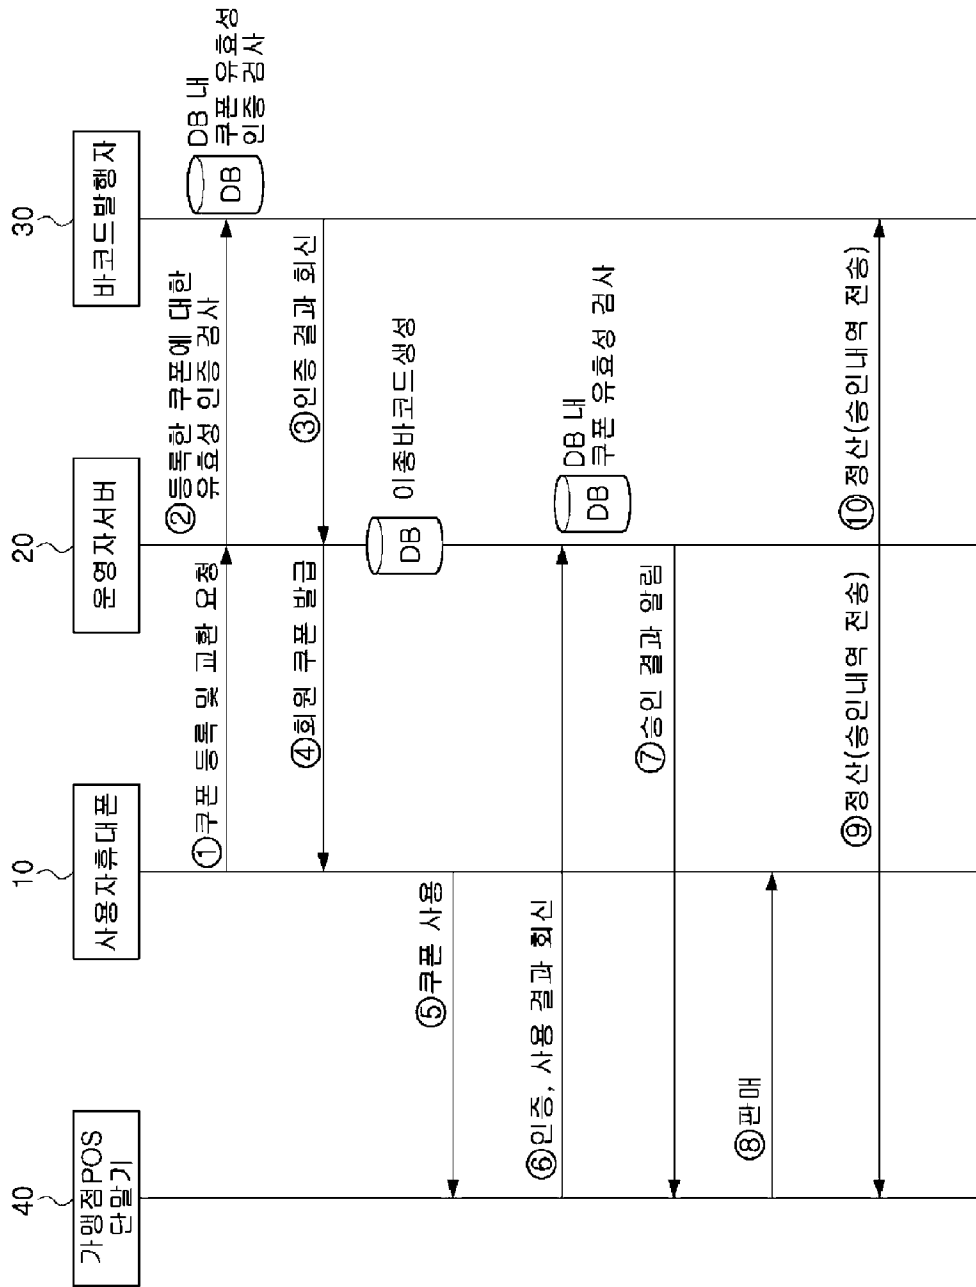 40
가맹점POS
단말기
10
사용자휴대폰
20
운영자서버
30
바코드발행자
①쿠폰 등록 및 교환 요청
②등록한 쿠폰에 대한
유효성 인증 검사
DB
DB 내
쿠폰 유효성
인증 검사
③인증 결과 회신
④회원 쿠폰 발급
DB
이종바코드생성
⑤쿠폰 사용
⑥인증, 사용 결과 회신
DB
DB 내
쿠폰 유효성 검사
⑦승인 결과 알림
⑧판매
⑨정산(승인내역 전송)
⑩정산(승인내역 전송)